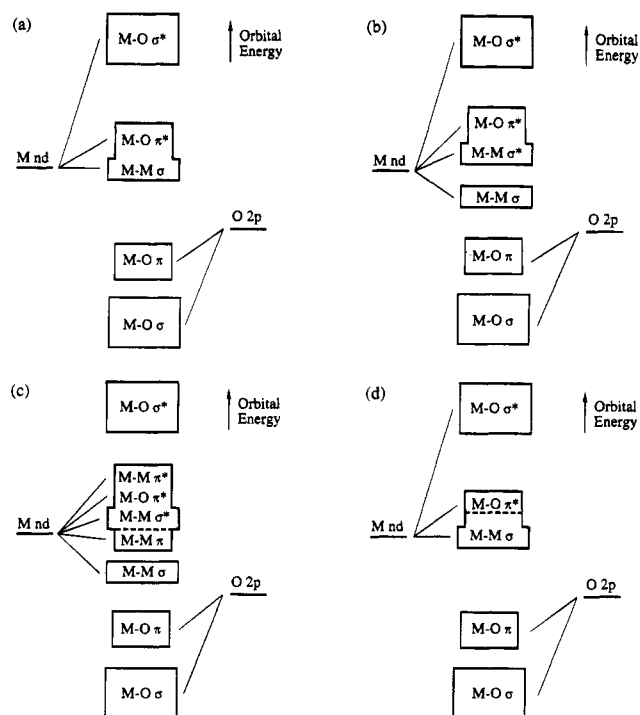 (a)
M-O σ*
Orbital
Energy
M-O π*
M nd
M-M σ
O 2p
M-O π
M-O σ
(b)
M-O σ*
Orbital
Energy
M-O π*
M-M σ*
M nd
M-M σ
O 2p
M-O π
M-O σ
(c)
M-O σ*
Orbital
Energy
M-M π*
M-O π*
M-M σ*
M nd
M-M π
M-M σ
O 2p
M-O π
M-O σ
(d)
M-O σ*
Orbital
Energy
M-O π*
M nd
M-M σ
O 2p
M-O π
M-O σ